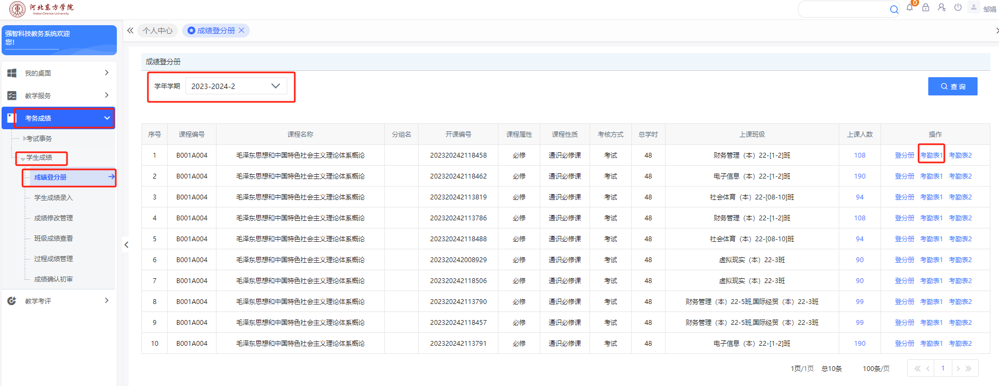 河北东方学院
Hebei Oriental University
0
邹娟
强智科技教务系统欢迎
您!
个人中心
成绩登分册
我的桌面
教学服务
考务成绩
考试事务
学生成绩
成绩登分册
学生成绩录入
成绩修改管理
班级成绩查看
过程成绩管理
成绩确认初审
教学考评
成绩登分册
学年学期 2023-2024-2
查 询
序号 课程编号 课程名称 分组名 开课编号 课程属性 课程性质 考核方式 总学时 上课班级 上课人数 操作
1 B001A004 毛泽东思想和中国特色社会主义理论体系概论 202320242118458 必修 通识必修课 考试 48 财务管理（本）22-[1-2]班 108 登分册 考勤表1 考勤表2
2 B001A004 毛泽东思想和中国特色社会主义理论体系概论 202320242118462 必修 通识必修课 考试 48 电子信息（本）22-[1-2]班 190 登分册 考勤表1 考勤表2
3 B001A004 毛泽东思想和中国特色社会主义理论体系概论 202320242113819 必修 通识必修课 考试 48 社会体育（本）22-[08-10]班 94 登分册 考勤表1 考勤表2
4 B001A004 毛泽东思想和中国特色社会主义理论体系概论 202320242113786 必修 通识必修课 考试 48 财务管理（本）22-[1-2]班 108 登分册 考勤表1 考勤表2
5 B001A004 毛泽东思想和中国特色社会主义理论体系概论 202320242118488 必修 通识必修课 考试 48 社会体育（本）22-[08-10]班 94 登分册 考勤表1 考勤表2
6 B001A004 毛泽东思想和中国特色社会主义理论体系概论 202320242008929 必修 通识必修课 考试 48 虚拟现实（本）22-3班 90 登分册 考勤表1 考勤表2
7 B001A004 毛泽东思想和中国特色社会主义理论体系概论 202320242118506 必修 通识必修课 考试 48 虚拟现实（本）22-3班 90 登分册 考勤表1 考勤表2
8 B001A004 毛泽东思想和中国特色社会主义理论体系概论 202320242113790 必修 通识必修课 考试 48 财务管理（本）22-5班,国际经贸（本）22-3班 99 登分册 考勤表1 考勤表2
9 B001A004 毛泽东思想和中国特色社会主义理论体系概论 202320242118457 必修 通识必修课 考试 48 财务管理（本）22-5班,国际经贸（本）22-3班 99 登分册 考勤表1 考勤表2
10 B001A004 毛泽东思想和中国特色社会主义理论体系概论 202320242113791 必修 通识必修课 考试 48 电子信息（本）22-[1-2]班 190 登分册 考勤表1 考勤表2
1页/1页 总10条 100条/页 1